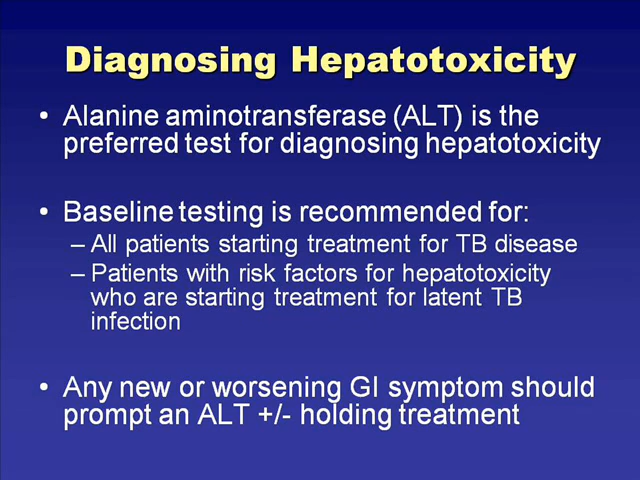 Diagnosing Hepatotoxicity
• Alanine aminotransferase (ALT) is the
preferred test for diagnosing hepatotoxicity
• Baseline testing is recommended for:
– All patients starting treatment for TB disease
– Patients with risk factors for hepatotoxicity
who are starting treatment for latent TB
infection
• Any new or worsening GI symptom should
prompt an ALT +/- holding treatment